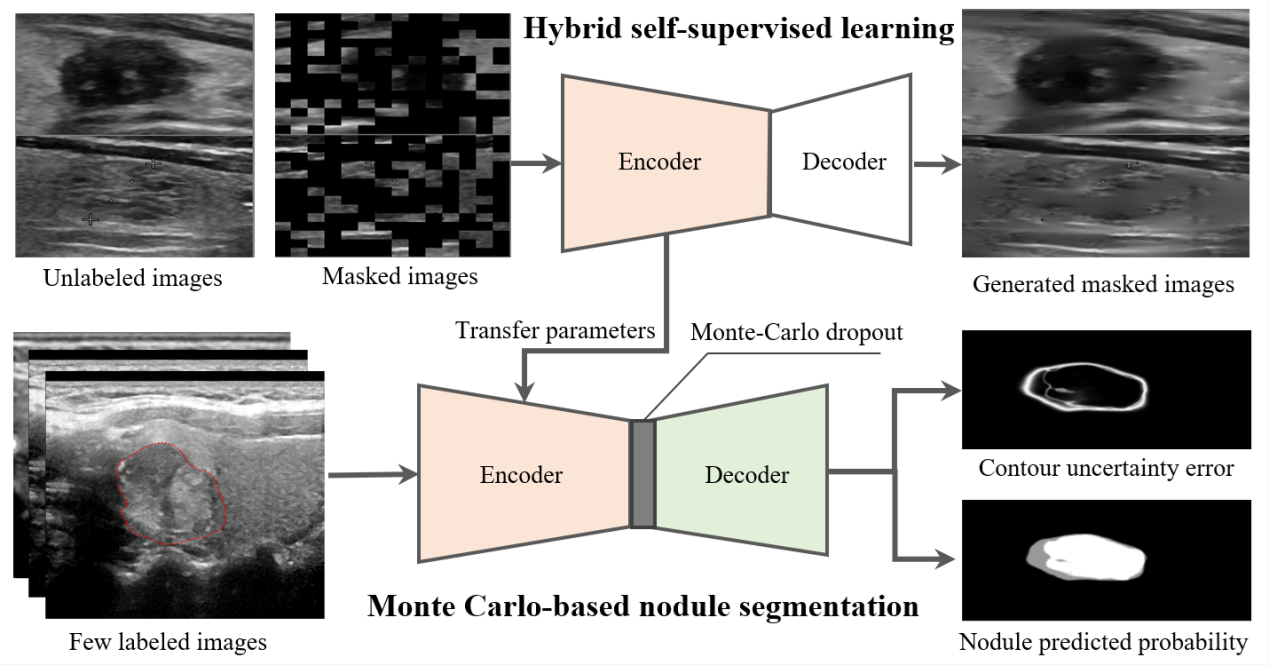 Hybrid self-supervised learning
Encoder
Decoder
Unlabeled images
Masked images
Generated masked images
Transfer parameters
Monte-Carlo dropout
Encoder
Decoder
Contour uncertainty error
Monte Carlo-based nodule segmentation
Few labeled images
Nodule predicted probability